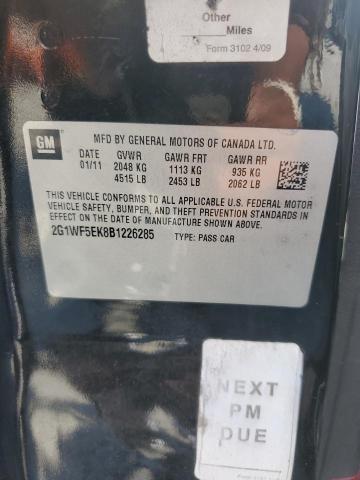 Other
Miles
Form 3102 4/09
GM
MFD BY GENERAL MOTORS OF CANADA LTD.
DATE GVWR GAWR FRT GAWR RR
01/11 2048 KG 1113 KG 935 KG
4515 LB 2453 LB 2062 LB
THIS VEHICLE CONFORMS TO ALL APPLICABLE U.S. FEDERAL MOTOR
VEHICLE SAFETY, BUMPER, AND THEFT PREVENTION STANDARDS
IN EFFECT ON THE DATE OF MANUFACTURE SHOWN ABOVE.
2G1WF5EK8B1226285 TYPE: PASS CAR
NEXT
PM
DUE